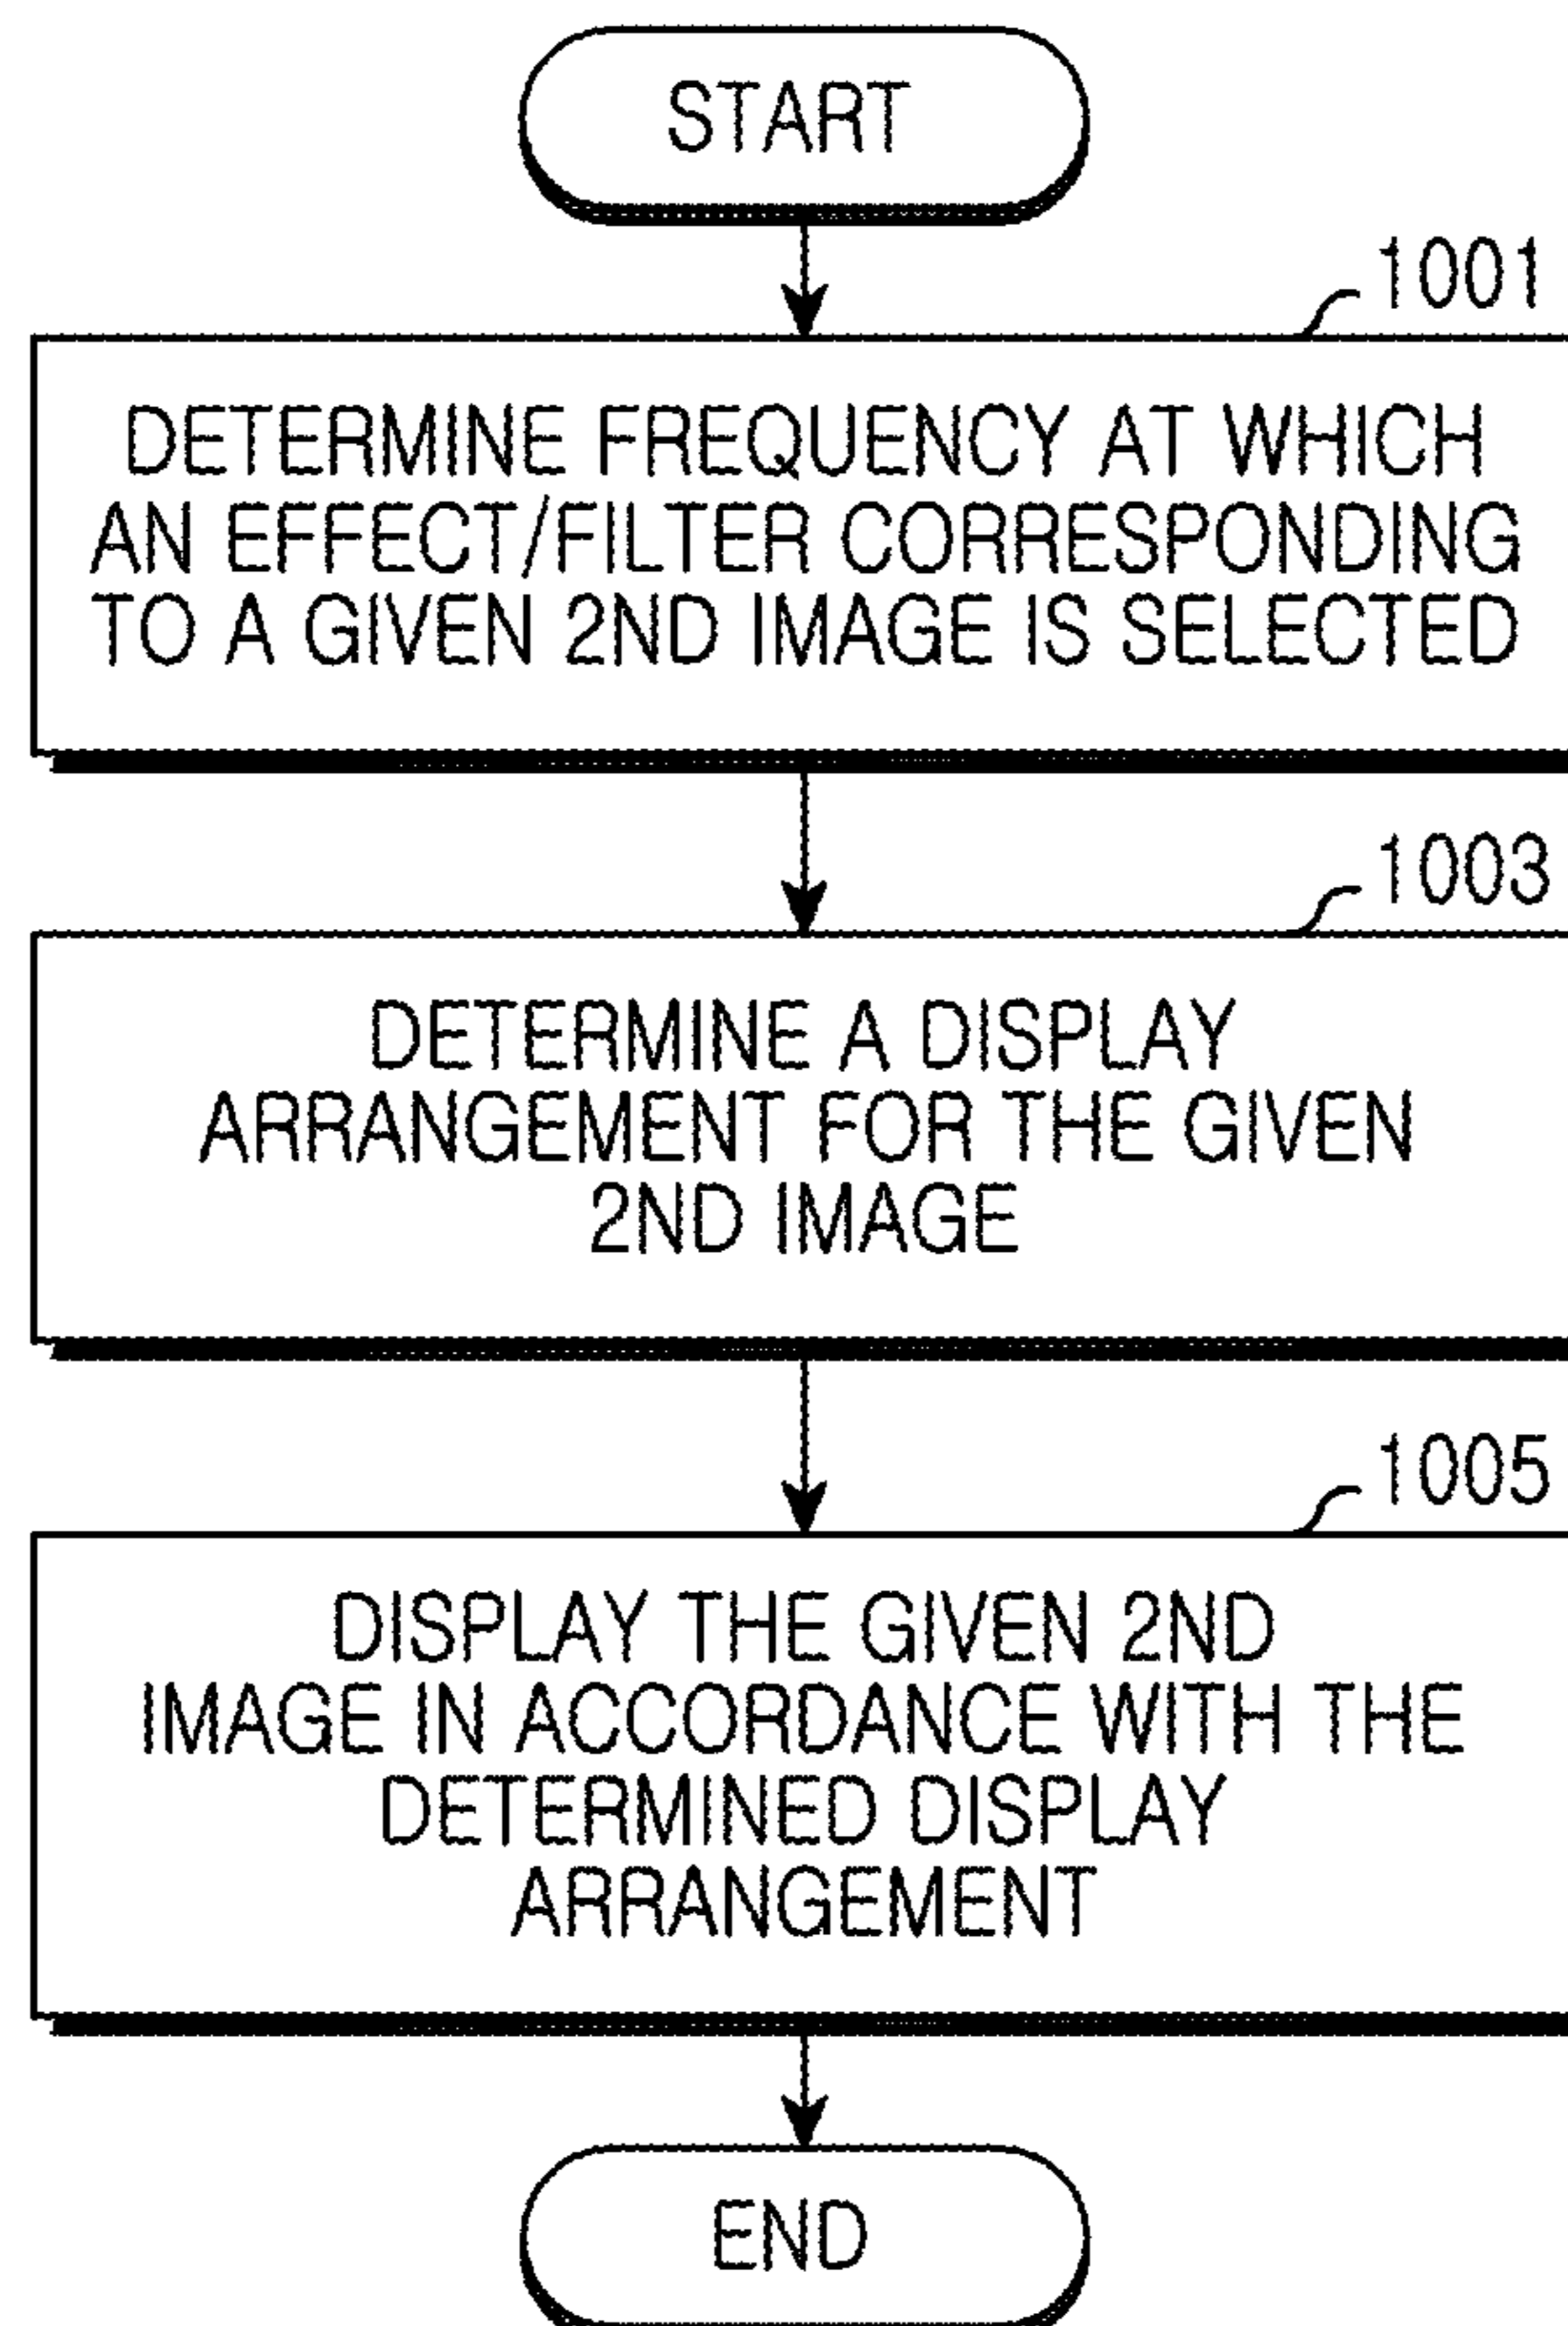 START
1001
DETERMINE FREQUENCY AT WHICH
AN EFFECT/FILTER CORRESPONDING
TO A GIVEN 2ND IMAGE IS SELECTED
1003
DETERMINE A DISPLAY
ARRANGEMENT FOR THE GIVEN
2ND IMAGE
1005
DISPLAY THE GIVEN 2ND
IMAGE IN ACCORDANCE WITH THE
DETERMINED DISPLAY
ARRANGEMENT
END